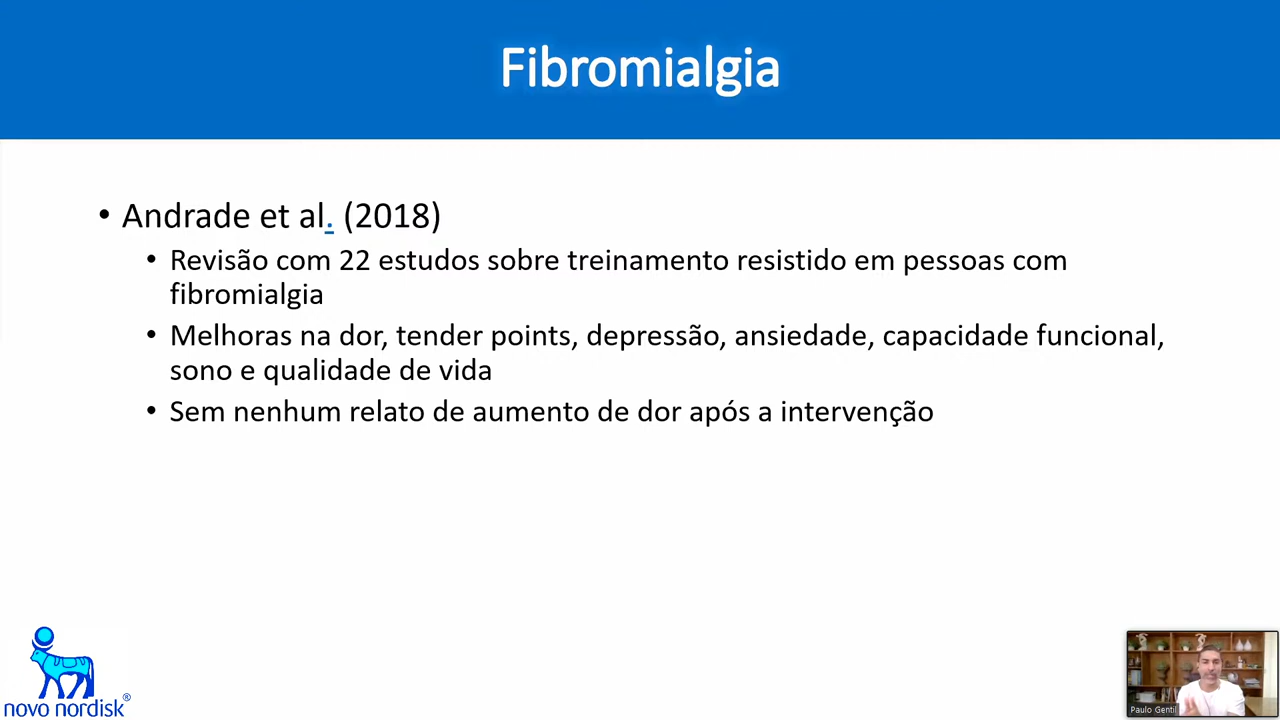 Fibromialgia
• Andrade et al. (2018)
• Revisão com 22 estudos sobre treinamento resistido em pessoas com
fibromialgia
• Melhoras na dor, tender points, depressão, ansiedade, capacidade funcional,
sono e qualidade de vida
• Sem nenhum relato de aumento de dor após a intervenção
novo nordisk®
Paulo Gentil